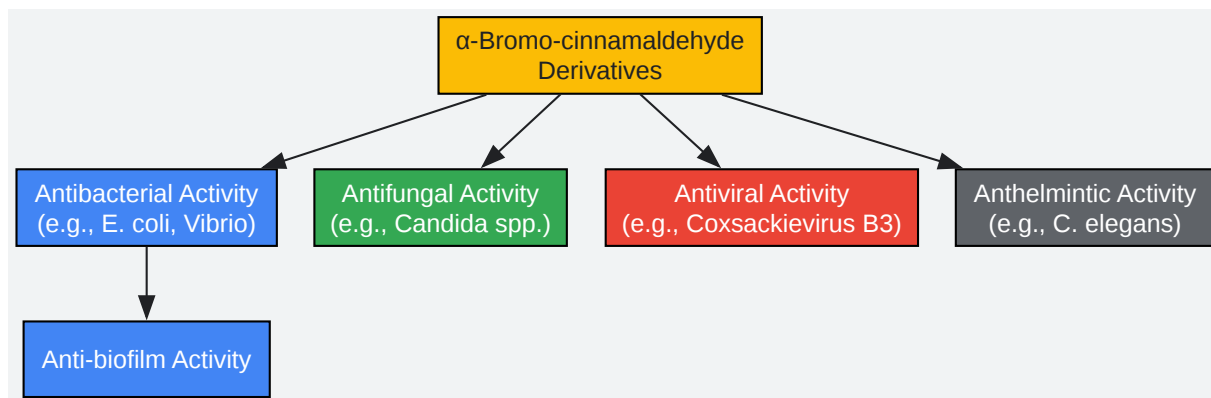 α-Bromo-cinnamaldehyde
Derivatives
Antibacterial Activity
(e.g., E. coli, Vibrio)
Antifungal Activity
(e.g., Candida spp.)
Antiviral Activity
(e.g., Coxsackievirus B3)
Anthelmintic Activity
(e.g., C. elegans)
Anti-biofilm Activity